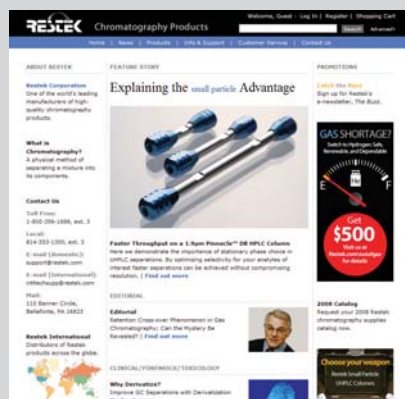 RESTEK Chromatography Products
Welcome, Guest · Log In | Register | Shopping Cart
Search Advanced?
Home | News | Products | Info & Support | Customer Service | Contact Us
ABOUT RESTEK
Restek Corporation
One of the world's leading
manufacturers of high-
quality chromatography
products.
What is
Chromatography?
A physical method of
separating a mixture into
its components.
Contact Us
Toll Free:
1-800-356-1688, ext. 3
Local:
814-353-1300, ext. 3
E-mail (domestic):
support@restek.com
E-mail (International):
intltechsupp@restek.com
Mail:
110 Benner Circle,
Bellefonte, PA 16823
Restek International
Distributors of Restek
products across the globe.
FEATURE STORY
Explaining the small particle Advantage
Faster Throughput on a 1.9µm Pinnacle™ DB HPLC Column
Here we demonstrate the importance of stationary phase choice in
UHPLC separations. By optimizing selectivity for your analytes of
interest faster separations can be achieved without compromising
resolution. | Find out more
EDITORIAL
Editorial
Retention Cross-over Phenomenon in Gas
Chromatography: Can the Mystery Be
Revealed? | Find out more
CLINICAL/FORENSICS/TOXICOLOGY
Why Derivatize?
Improve GC Separations with Derivatization
PROMOTIONS
Catch the Buzz
Sign up for Restek's
e-newsletter, The Buzz.
GAS SHORTAGE?
Switch to Hydrogen: Safe,
Renewable, and Dependable
E
F
He
Get
$500
Visit us at
for details
2008 Catalog
Request your 2008 Restek
chromatography supplies
catalog now.
Choose your weapon
Restek Small Particle
UHPLC Columns